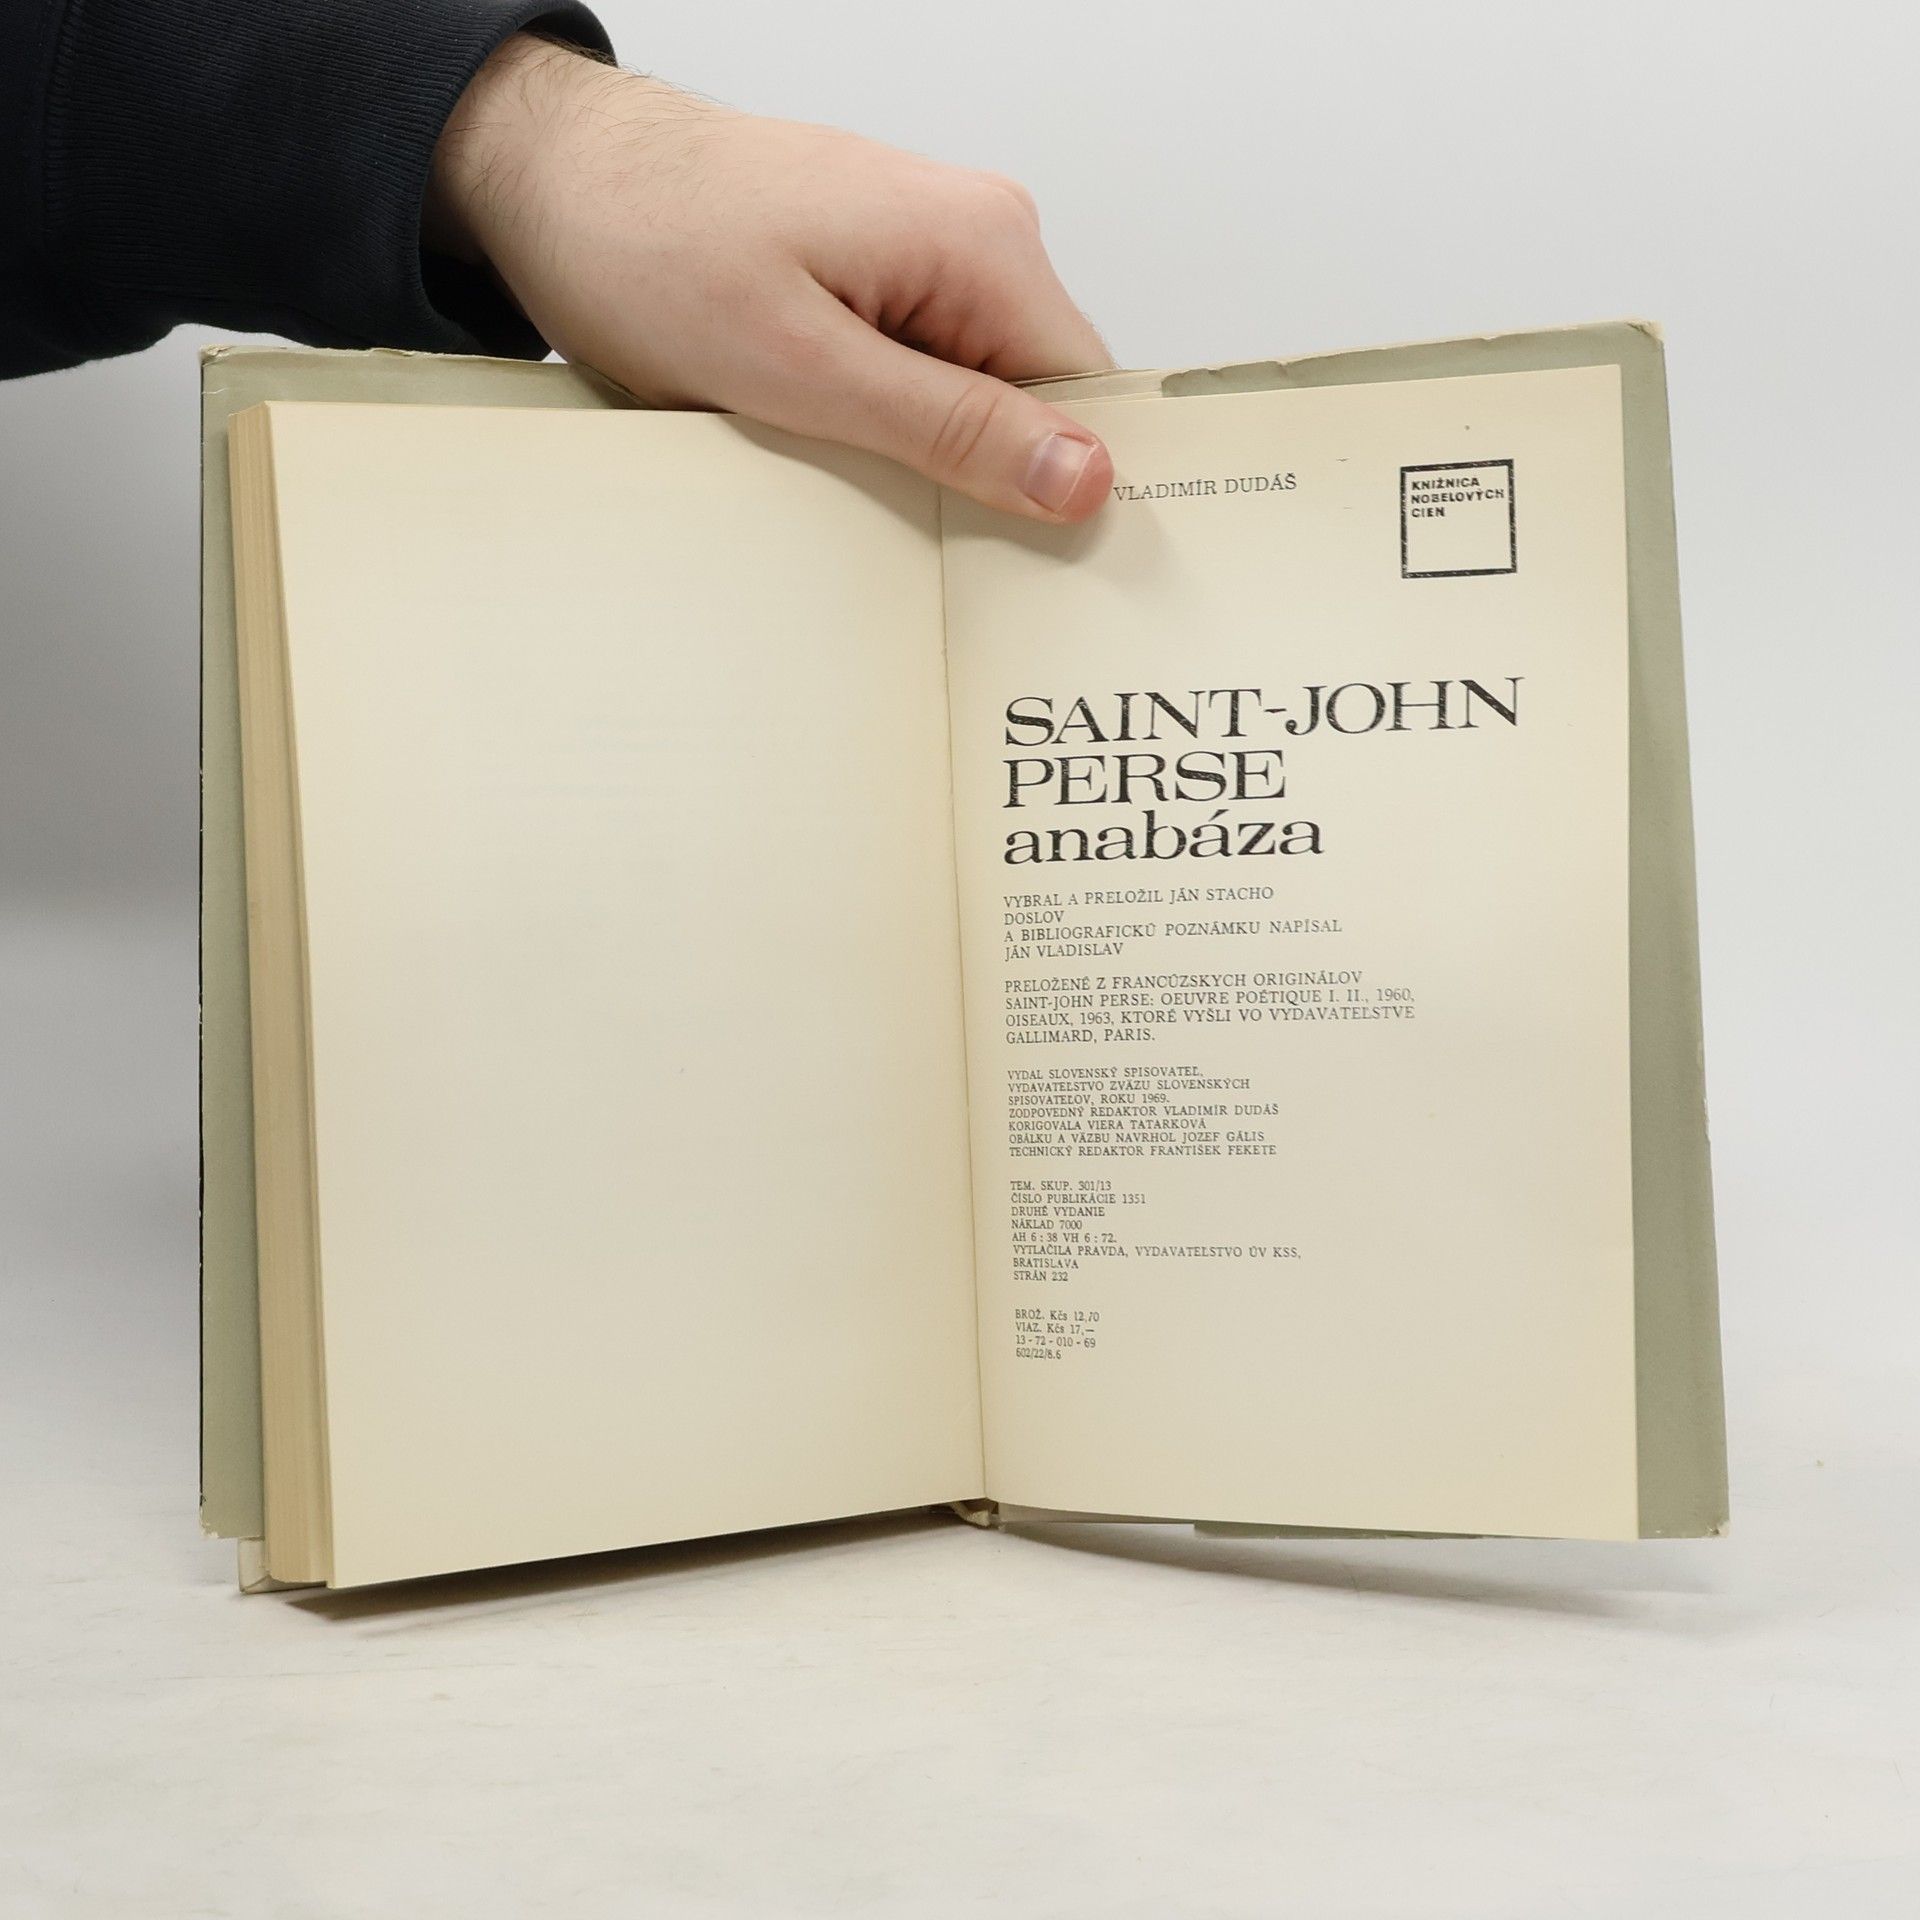 VLADIMÍR DUDÁŠ
KNIŽNICA
NOBELOVÝCH
CIEN
SAINT-JOHN
PERSE
anabáza
VYBRAL A PRELOŽIL JÁN STACHO
DOSLOV
A BIBLIOGRAFICKÚ POZNÁMKU NAPÍSAL
JÁN VLADISLAV
PRELOŽENÉ Z FRANCÚZSKYCH ORIGINÁLOV
SAINT-JOHN PERSE: OEUVRE POÉTIQUE I. II., 1960,
OISEAUX, 1963, KTORÉ VYŠLI VO VYDAVATEĽSTVE
GALLIMARD, PARIS.
VYDAL SLOVENSKÝ SPISOVATEĽ,
VYDAVATEĽSTVO ZVÄZU SLOVENSKÝCH
SPISOVATEĽOV, ROKU 1969.
ZODPOVEDNÝ REDAKTOR VLADIMÍR DUDÁŠ
KORIGOVALA VIERA TATARKOVÁ
OBÁLKU A VÄZBU NAVRHOL JOZEF GÁLIS
TECHNICKÝ REDAKTOR FRANTIŠEK FEKETE
TEM. SKUP. 301/13
ČÍSLO PUBLIKÁCIE 1351
DRUHÉ VYDANIE
NÁKLAD 7000
AH 6 : 38 VH 6 : 72.
VYTLAČILA PRAVDA, VYDAVATEĽSTVO ÚV KSS,
BRATISLAVA
STRÁN 232
BROŽ. Kčs 12,70
VIAZ. Kčs 17,—
13 - 72 - 010 - 69
602/22/8.6